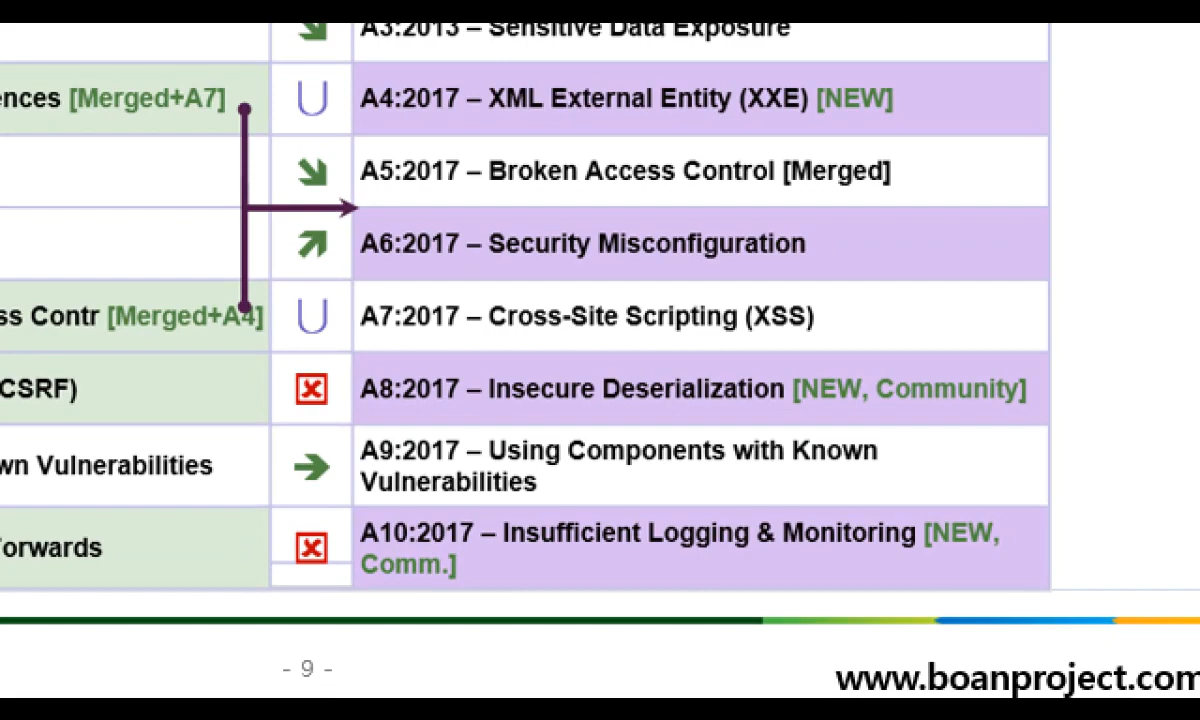 A3:2013 – Sensitive Data Exposure
ences [Merged+A7]
A4:2017 – XML External Entity (XXE) [NEW]
A5:2017 – Broken Access Control [Merged]
A6:2017 – Security Misconfiguration
ss Contr [Merged+A4]
A7:2017 – Cross-Site Scripting (XSS)
CSRF)
A8:2017 – Insecure Deserialization [NEW, Community]
wn Vulnerabilities
A9:2017 – Using Components with Known
Vulnerabilities
orwards
A10:2017 – Insufficient Logging & Monitoring [NEW,
Comm.]
- 9 -
www.boanproject.com